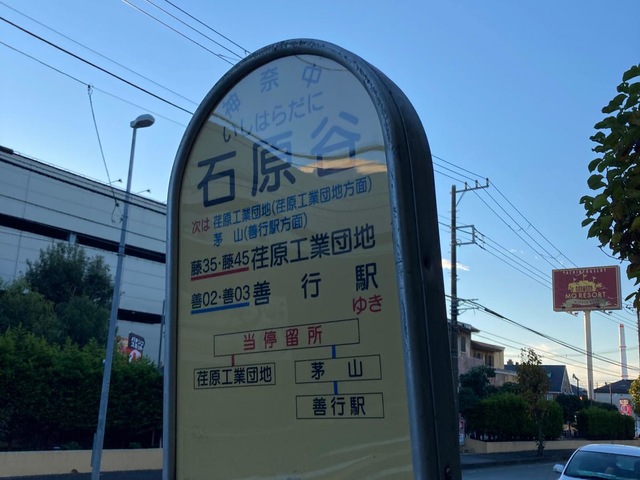 神奈中
いしはらだに
石原谷
次は 荏原工業団地(荏原工業団地方面)
茅山(善行駅方面)
藤35・藤45 荏原工業団地
善02・善03 善行駅
ゆき
当停留所
荏原工業団地
茅山
善行駅
MG RESORT